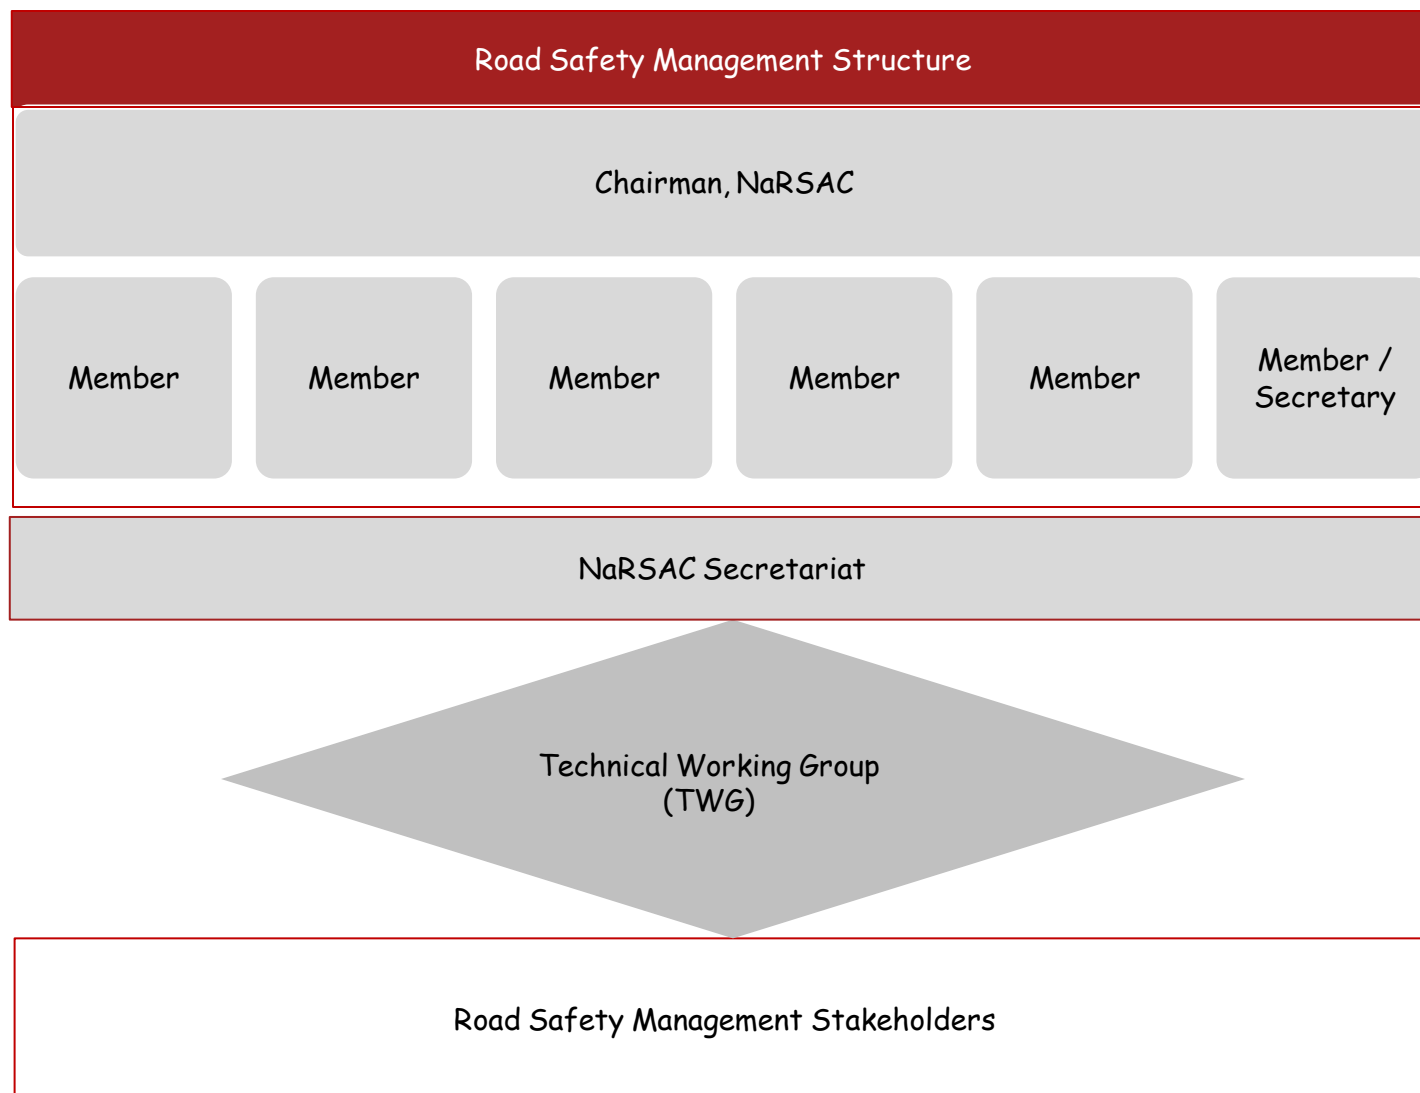 Road Safety Management Structure
Chairman, NaRSAC
Member
Member
Member
Member
Member
Member /
Secretary
NaRSAC Secretariat
Technical Working Group
(TWG)
Road Safety Management Stakeholders